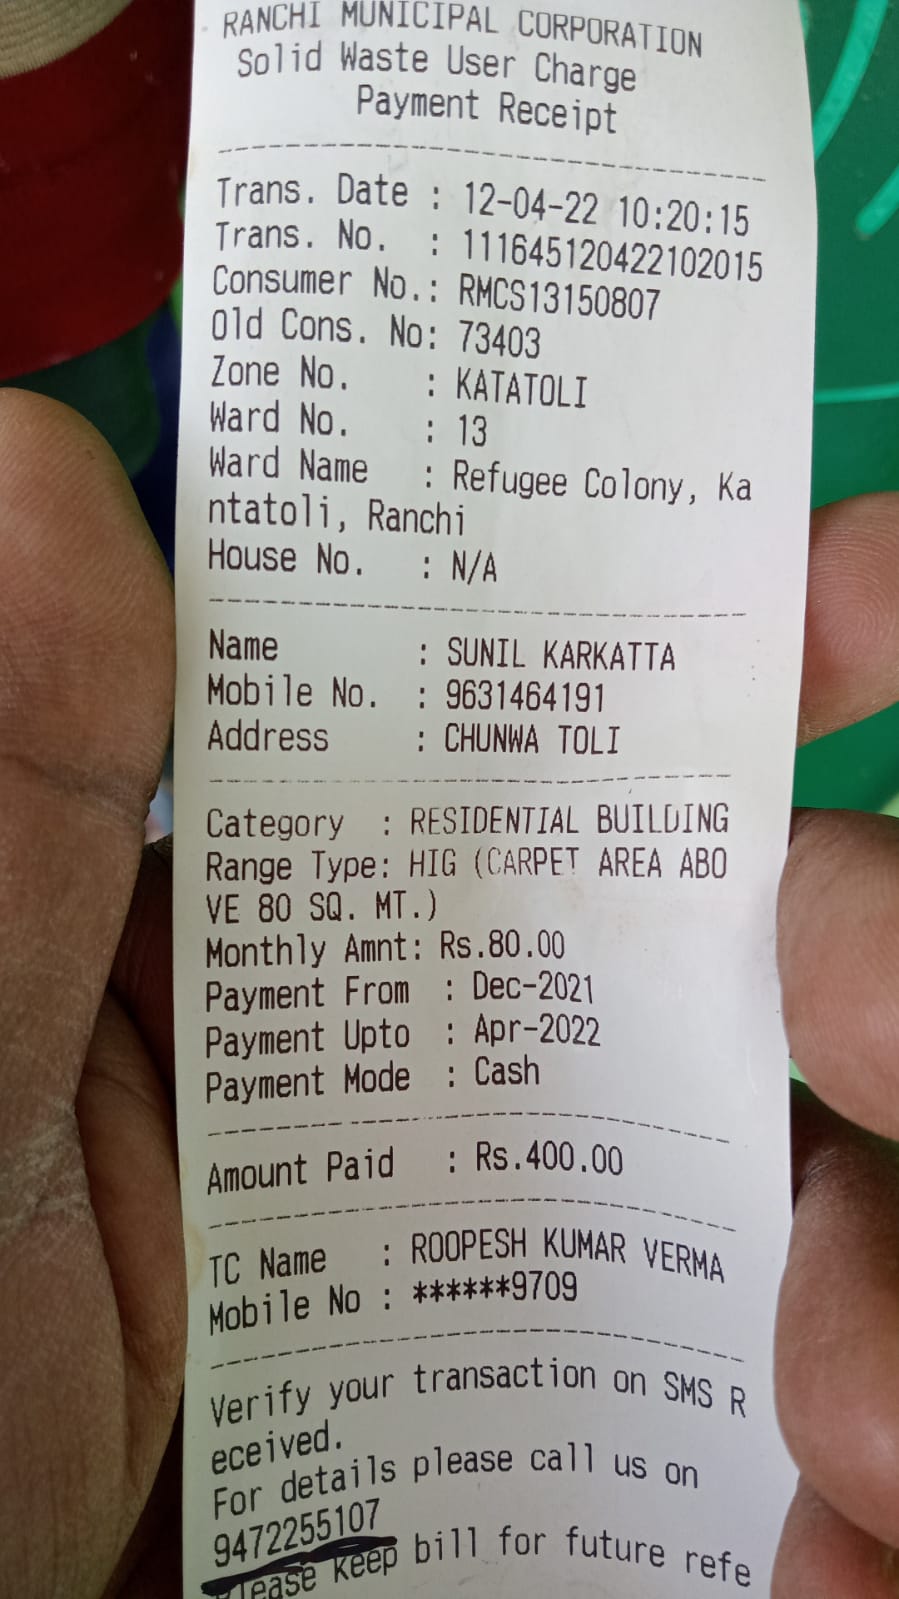 RANCHI MUNICIPAL CORPORATION
Solid Waste User Charge
Payment Receipt
Trans. Date : 12-04-22 10:20:15
Trans. No. : 111645120422102015
Consumer No.: RMCS13150807
Old Cons. No: 73403
Zone No. : KATATOLI
Ward No. : 13
Ward Name : Refugee Colony, Ka
ntatoli, Ranchi
House No. : N/A
Name : SUNIL KARKATTA
Mobile No. : 9631464191
Address : CHUNWA TOLI
Category : RESIDENTIAL BUILDING
Range Type: HIG (CARPET AREA ABO
VE 80 SQ. MT.)
Monthly Amnt: Rs.80.00
Payment From : Dec-2021
Payment Upto : Apr-2022
Payment Mode : Cash
Amount Paid : Rs.400.00
TC Name : ROOPESH KUMAR VERMA
Mobile No : ******9709
Verify your transaction on SMS R
eceived.
For details please call us on
9472255107
Please keep bill for future refe